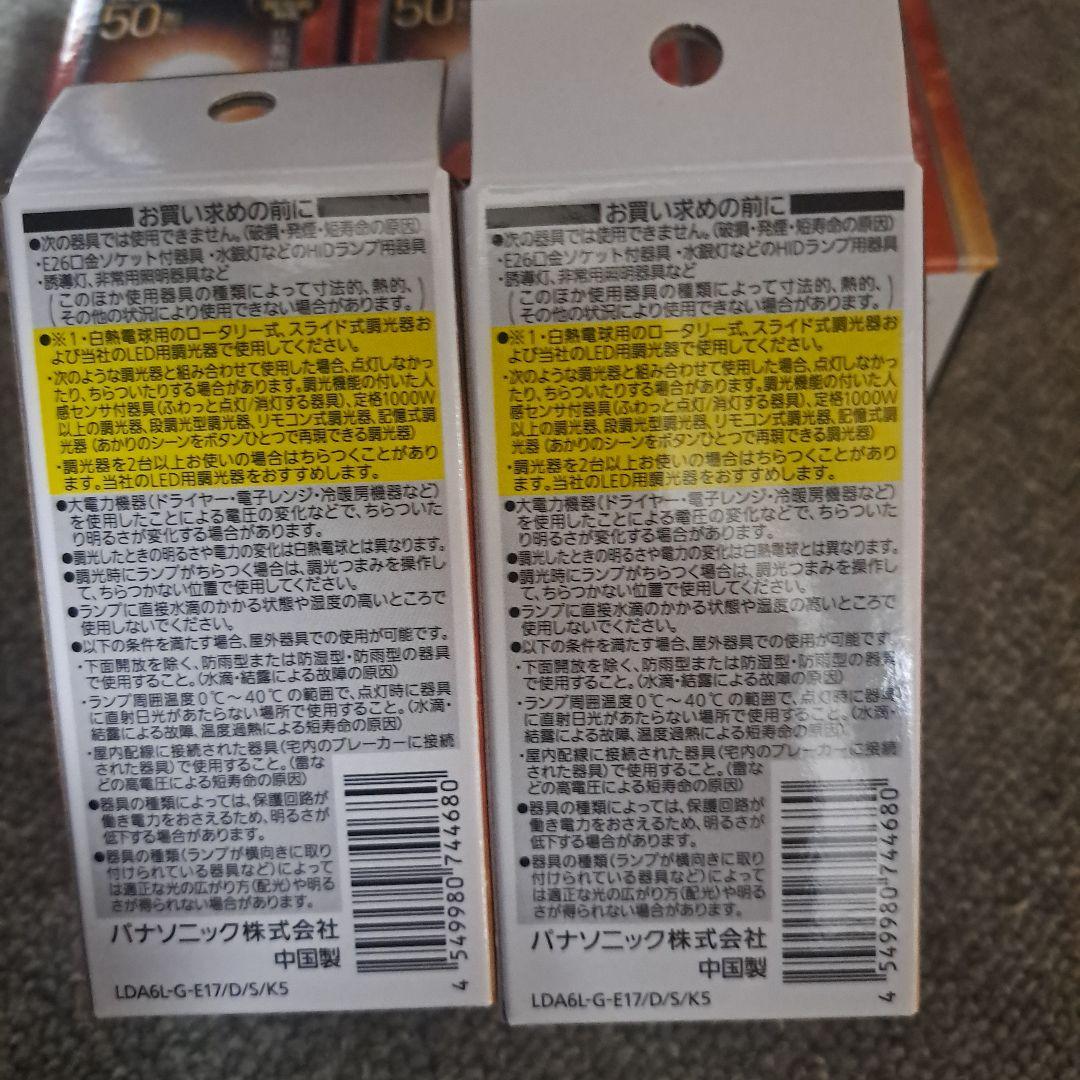 50
50
お買い求めの前に
●次の器具では使用できません。(破損・発煙・短寿命の原因)
・E26口金ソケット付器具・水銀灯などのHIDランプ用器具
・誘導灯、非常用照明器具など
(このほか使用器具の種類によって寸法的、熱的、
その他の状況により使用できない場合があります。)
●※1・白熱電球用のロータリー式、スライド式調光器お
よび当社のLED用調光器で使用してください。
・次のような調光器と組み合わせて使用した場合、点灯しなかっ
たり、ちらついたりする場合があります。調光機能の付いた人
感センサ付器具(ふわっと点灯/消灯する器具)、定格1000W
以上の調光器、段調光型調光器、リモコン式調光器、記憶式調
光器(あかりのシーンをボタンひとつで再現できる調光器)
・調光器を2台以上お使いの場合はちらつくことがあり
ます。当社のLED用調光器をおすすめします。
●大電力機器(ドライヤー・電子レンジ・冷暖房機器など)
を使用したことによる電圧の変化などで、ちらついた
り明るさが変化する場合があります。
●調光したときの明るさや電力の変化は白熱電球とは異なります。
●調光時にランプがちらつく場合は、調光つまみを操作し
て、ちらつかない位置で使用してください。
●ランプに直接水滴のかかる状態や湿度の高いところで
使用しないでください。
●以下の条件を満たす場合、屋外器具での使用が可能です。
・下面開放を除く、防雨型または防湿型・防雨型の器具
で使用すること。(水滴・結露による故障の原因)
・ランプ周囲温度0℃〜40℃の範囲で、点灯時に器具
に直射日光があたらない場所で使用すること。(水滴・
結露による故障、温度過熱による短寿命の原因)
・屋内配線に接続された器具(宅内のブレーカーに接続
された器具)で使用すること。(雷な
どの高電圧による短寿命の原因)
●器具の種類によっては、保護回路が
働き電力をおさえるため、明るさが
低下する場合があります。
●器具の種類(ランプが横向きに取り
付けられている器具など)によって
は適正な光の広がり方(配光)や明る
さが得られない場合があります。
パナソニック株式会社
中国製
LDA6L-G-E17/D/S/K5
4 549980 744680
お買い求めの前に
●次の器具では使用できません。(破損・発煙・短寿命の原因)
・E26口金ソケット付器具・水銀灯などのHIDランプ用器具
・誘導灯、非常用照明器具など
(このほか使用器具の種類によって寸法的、熱的、
その他の状況により使用できない場合があります。)
●※1・白熱電球用のロータリー式、スライド式調光器お
よび当社のLED用調光器で使用してください。
・次のような調光器と組み合わせて使用した場合、点灯しなかっ
たり、ちらついたりする場合があります。調光機能の付いた人
感センサ付器具(ふわっと点灯/消灯する器具)、定格1000W
以上の調光器、段調光型調光器、リモコン式調光器、記憶式調
光器(あかりのシーンをボタンひとつで再現できる調光器)
・調光器を2台以上お使いの場合はちらつくことがあり
ます。当社のLED用調光器をおすすめします。
●大電力機器(ドライヤー・電子レンジ・冷暖房機器など)
を使用したことによる電圧の変化などで、ちらついた
り明るさが変化する場合があります。
●調光したときの明るさや電力の変化は白熱電球とは異なります。
●調光時にランプがちらつく場合は、調光つまみを操作し
て、ちらつかない位置で使用してください。
●ランプに直接水滴のかかる状態や湿度の高いところで
使用しないでください。
●以下の条件を満たす場合、屋外器具での使用が可能です。
・下面開放を除く、防雨型または防湿型・防雨型の器具
で使用すること。(水滴・結露による故障の原因)
・ランプ周囲温度0℃〜40℃の範囲で、点灯時に器具
に直射日光があたらない場所で使用すること。(水滴・
結露による故障、温度過熱による短寿命の原因)
・屋内配線に接続された器具(宅内のブレーカーに接続
された器具)で使用すること。(雷な
どの高電圧による短寿命の原因)
●器具の種類によっては、保護回路が
働き電力をおさえるため、明るさが
低下する場合があります。
●器具の種類(ランプが横向きに取り
付けられている器具など)によって
は適正な光の広がり方(配光)や明る
さが得られない場合があります。
パナソニック株式会社
中国製
LDA6L-G-E17/D/S/K5
4 549980 744680